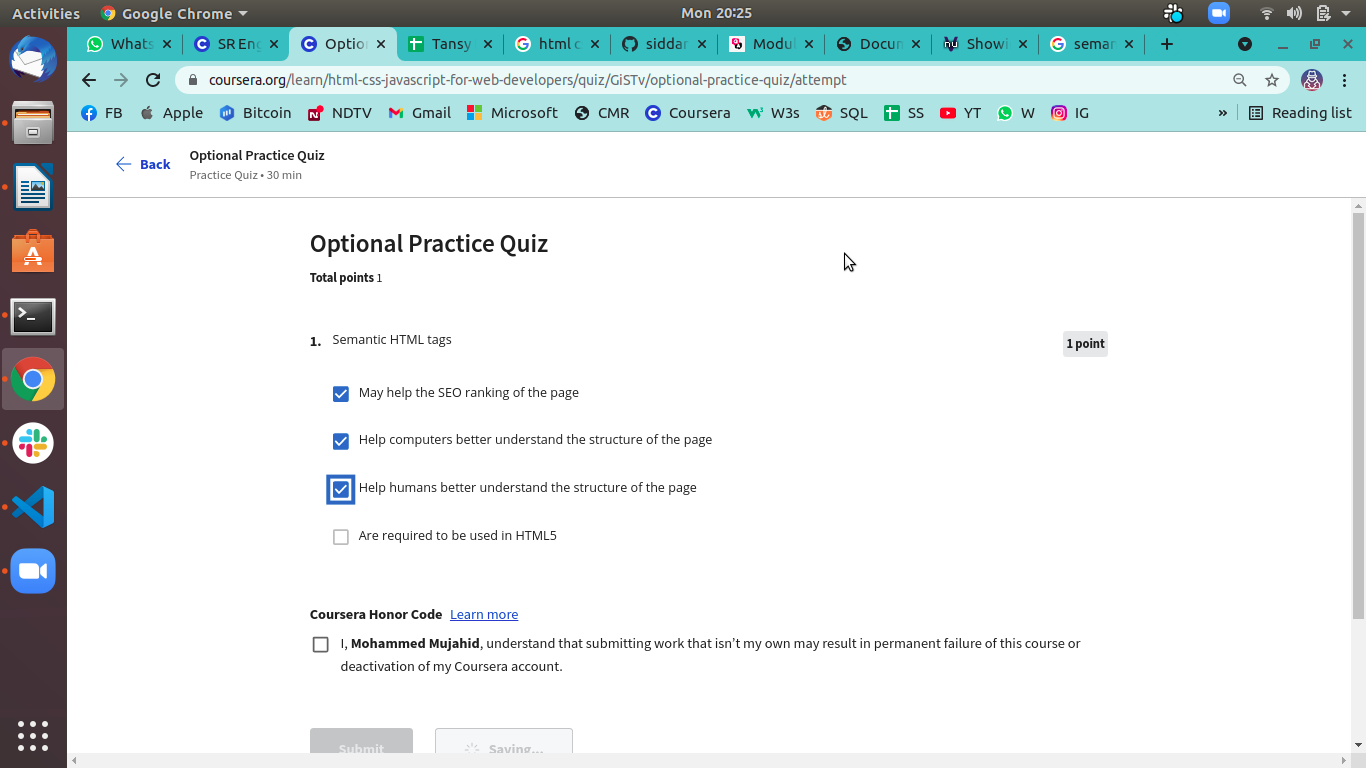 Activities Google Chrome Mon 20:25
Whats SR Eng Optio Tansy html c siddar Modul Docun Showi semar
coursera.org/learn/html-css-javascript-for-web-developers/quiz/GiSTv/optional-practice-quiz/attempt
FB Apple Bitcoin NDTV Gmail Microsoft CMR Coursera W3s SQL SS YT W IG » Reading list
Back
Optional Practice Quiz
Practice Quiz • 30 min
Optional Practice Quiz
Total points 1
1. Semantic HTML tags 1 point
May help the SEO ranking of the page
Help computers better understand the structure of the page
Help humans better understand the structure of the page
Are required to be used in HTML5
Coursera Honor Code Learn more
I, Mohammed Mujahid, understand that submitting work that isn't my own may result in permanent failure of this course or
deactivation of my Coursera account.
Submit Saving...